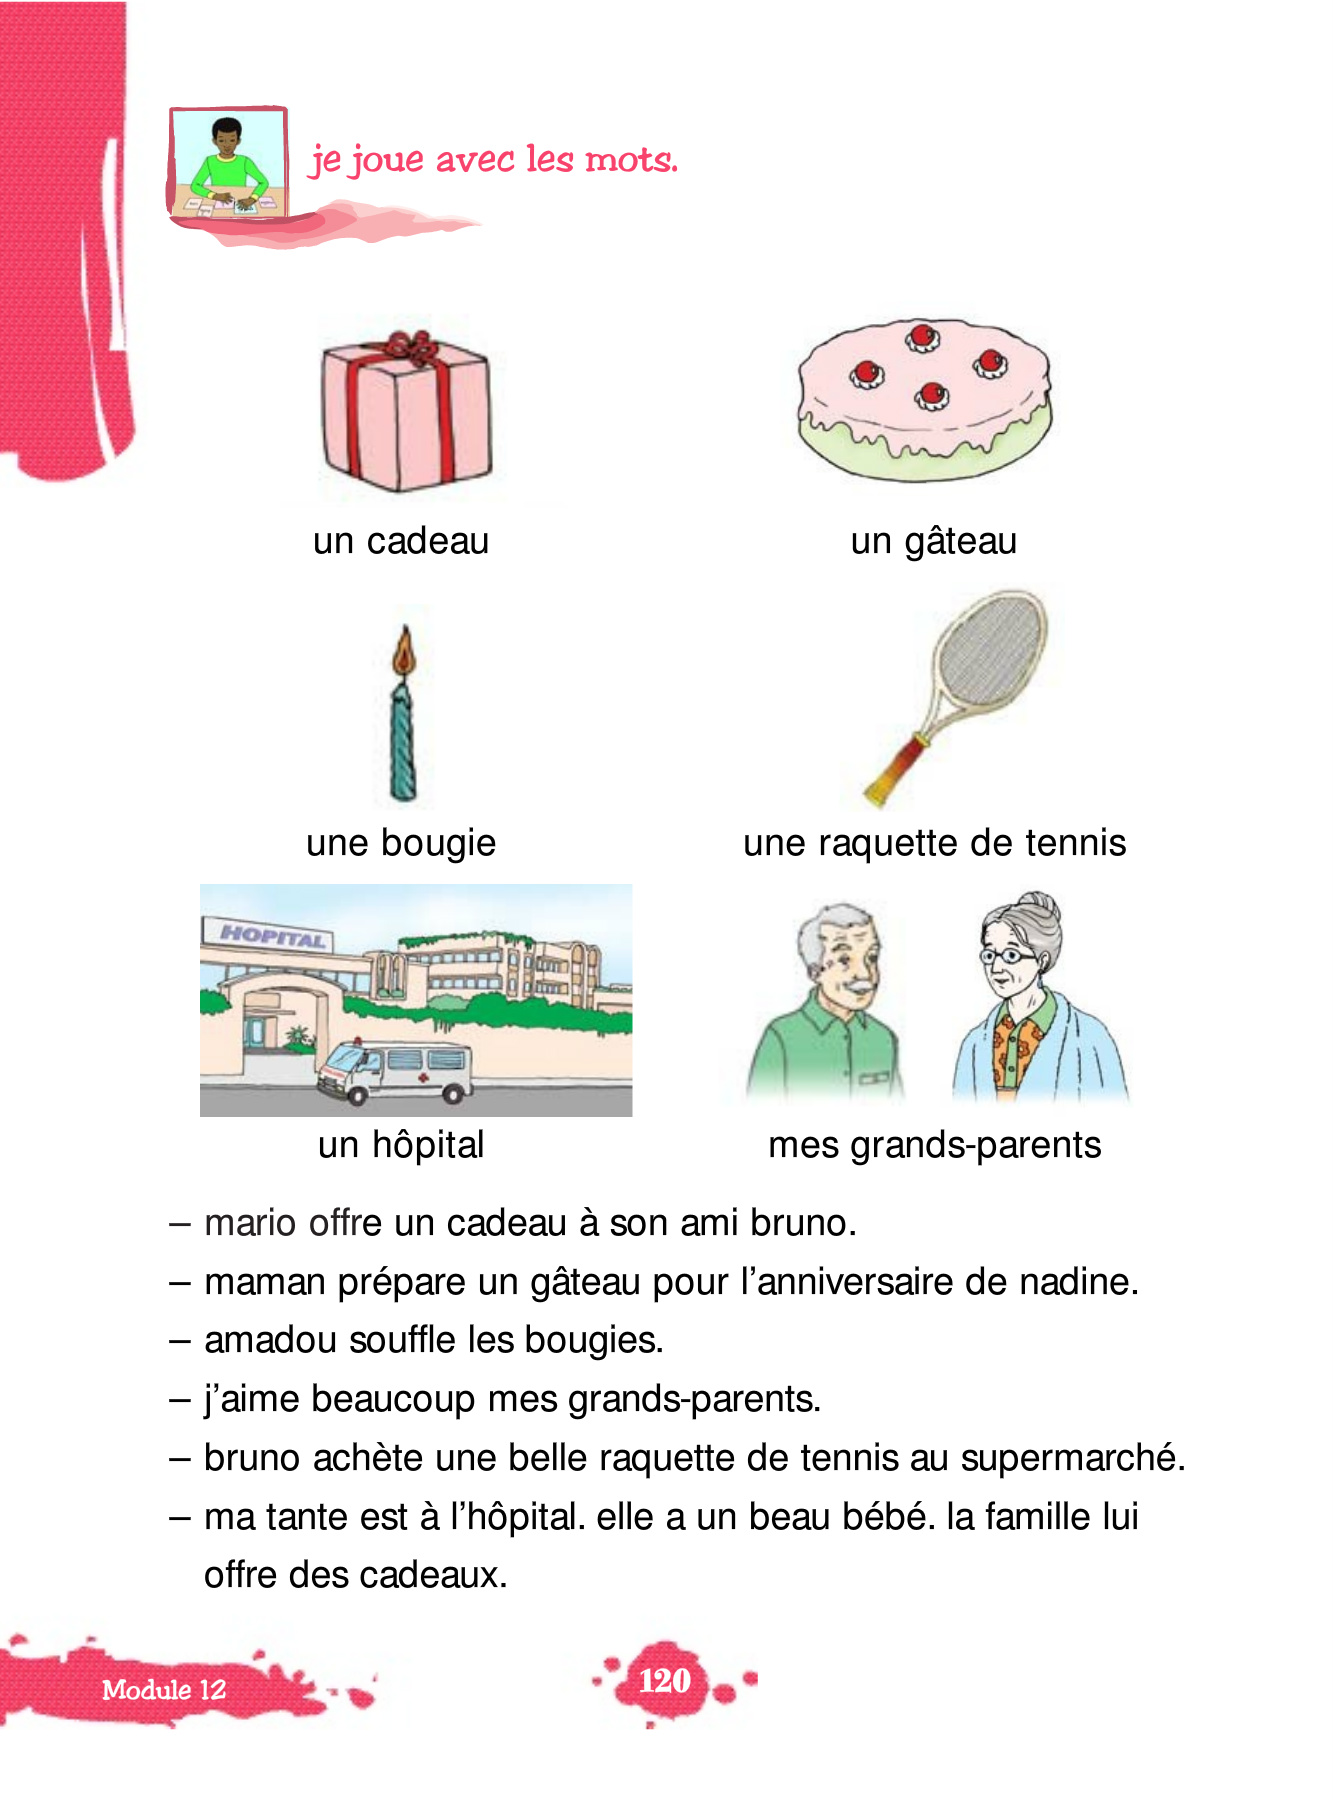 je joue avec les mots.
un cadeau
un gâteau
une bougie
une raquette de tennis
HOPITAL
un hôpital
mes grands-parents
– mario offre un cadeau à son ami bruno.
– maman prépare un gâteau pour l’anniversaire de nadine.
– amadou souffle les bougies.
– j’aime beaucoup mes grands-parents.
– bruno achète une belle raquette de tennis au supermarché.
– ma tante est à l’hôpital. elle a un beau bébé. la famille lui
offre des cadeaux.
Module 12
120